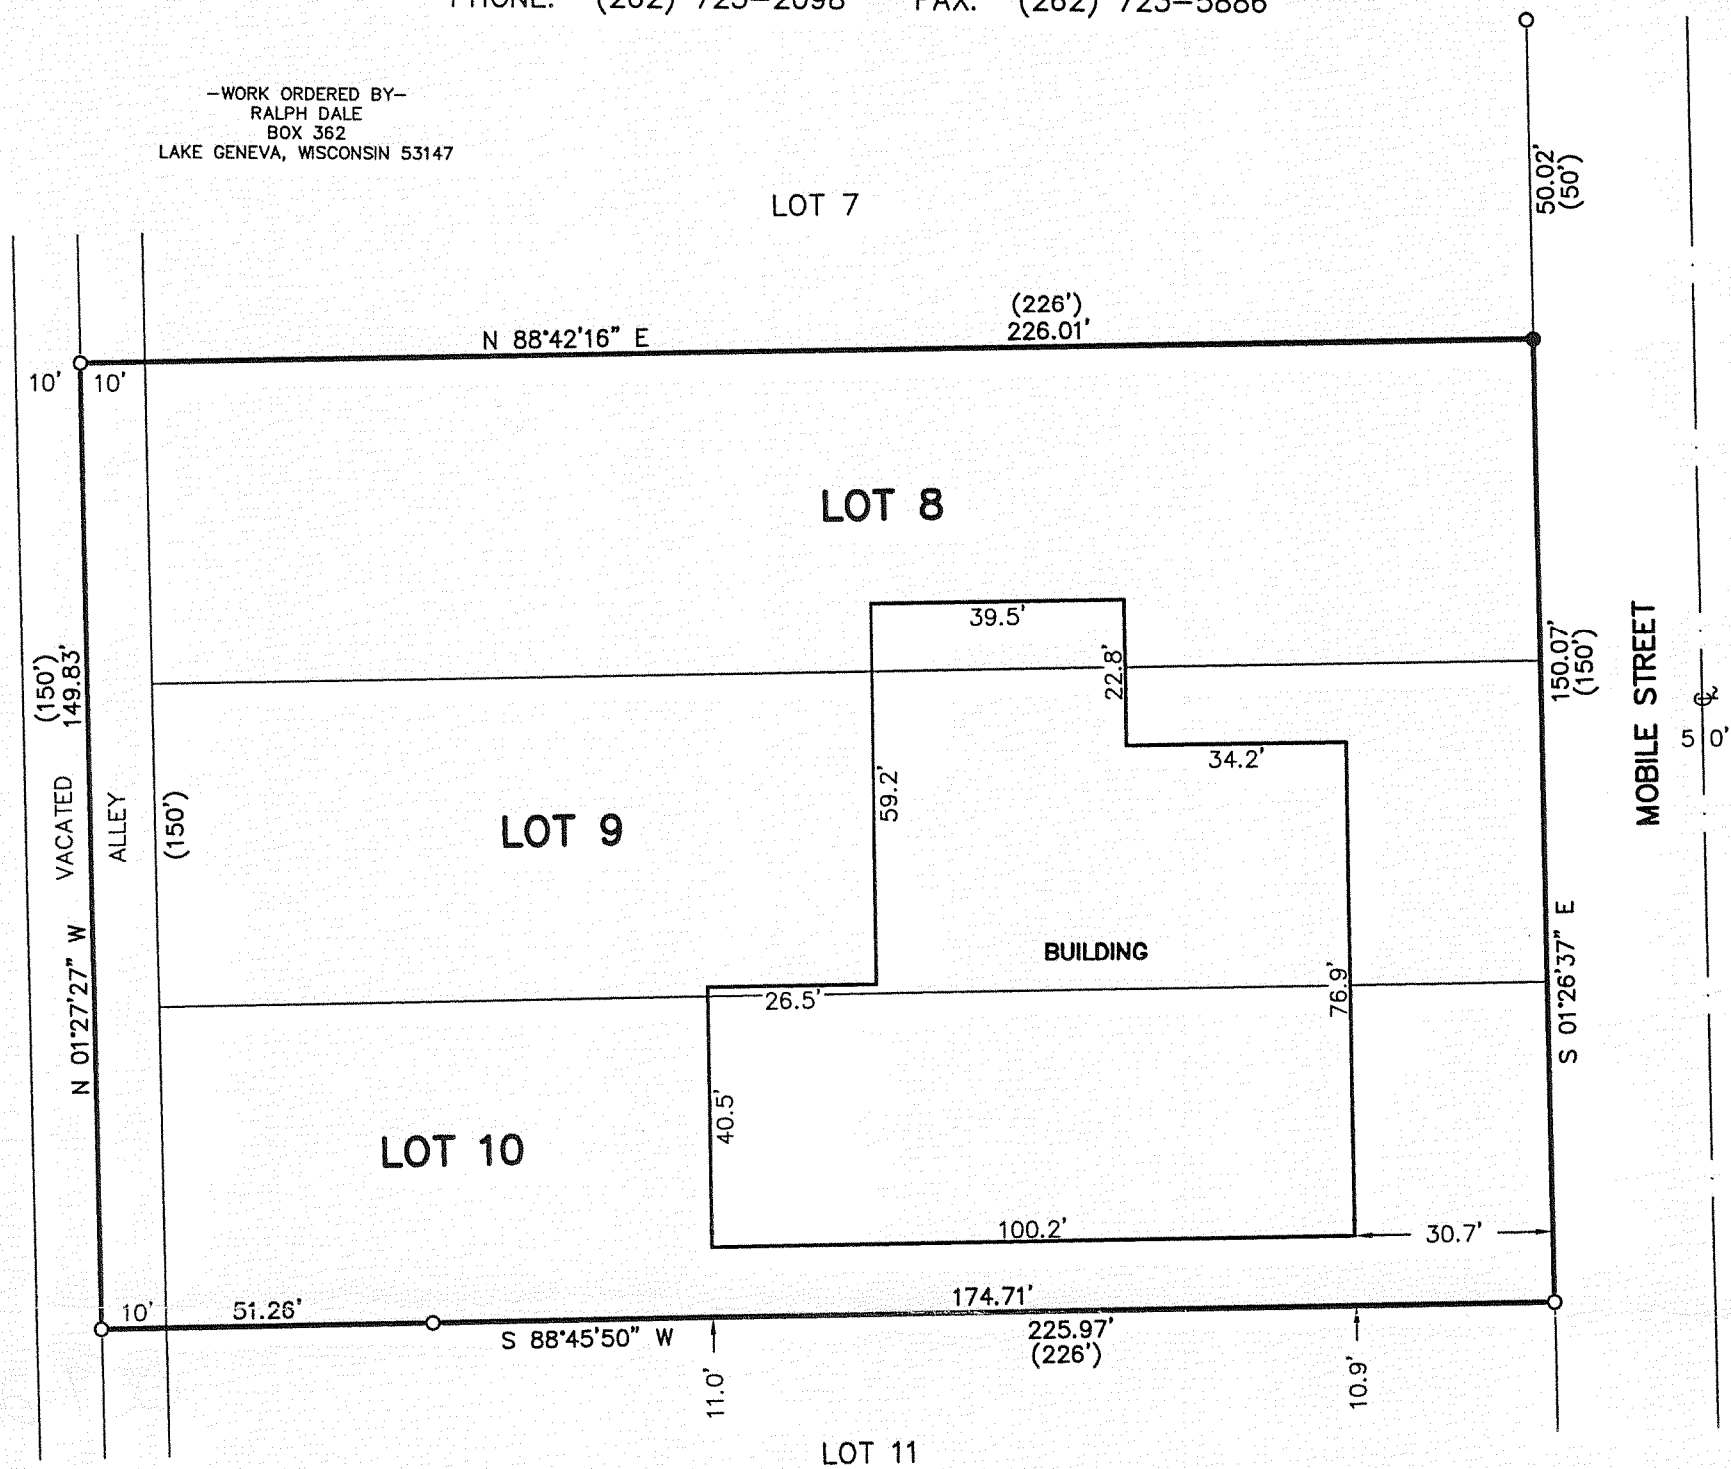 PHONE: (262) 723-2098 FAX: (262) 723-5886
-WORK ORDERED BY-
RALPH DALE
BOX 362
LAKE GENEVA, WISCONSIN 53147
50.02'
(50')
LOT 7
(226')
N 88°42'16" E 226.01'
10' 10'
LOT 8
39.5'
22.8'
34.2'
59.2'
(150')
149.83'
N 01°27'27" W VACATED
ALLEY
(150')
LOT 9
150.07'
(150')
MOBILE STREET
5 0'
BUILDING
S 01°26'37" E
26.5'
76.9'
40.5'
LOT 10
100.2'
30.7'
10'
51.26'
174.71'
S 88°45'50" W
225.97'
(226')
11.0'
10.9'
LOT 11